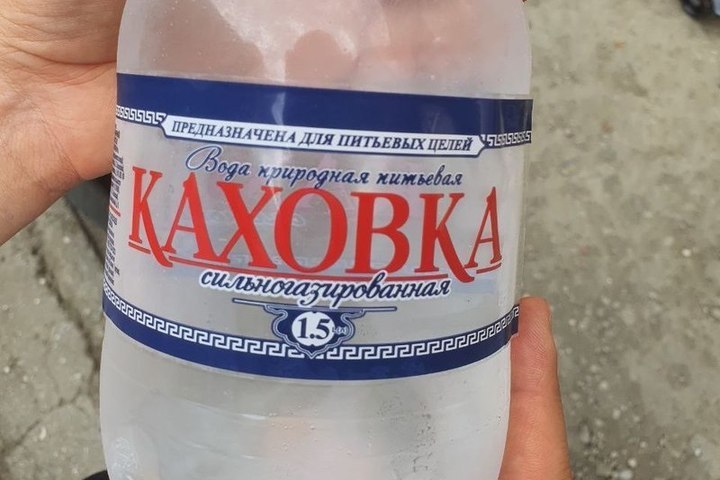 ПРЕДНАЗНАЧЕНА ДЛЯ ПИТЬЕВЫХ ЦЕЛЕЙ
Вода природная питьевая
КАХОВКА
сильногазированная
1.5